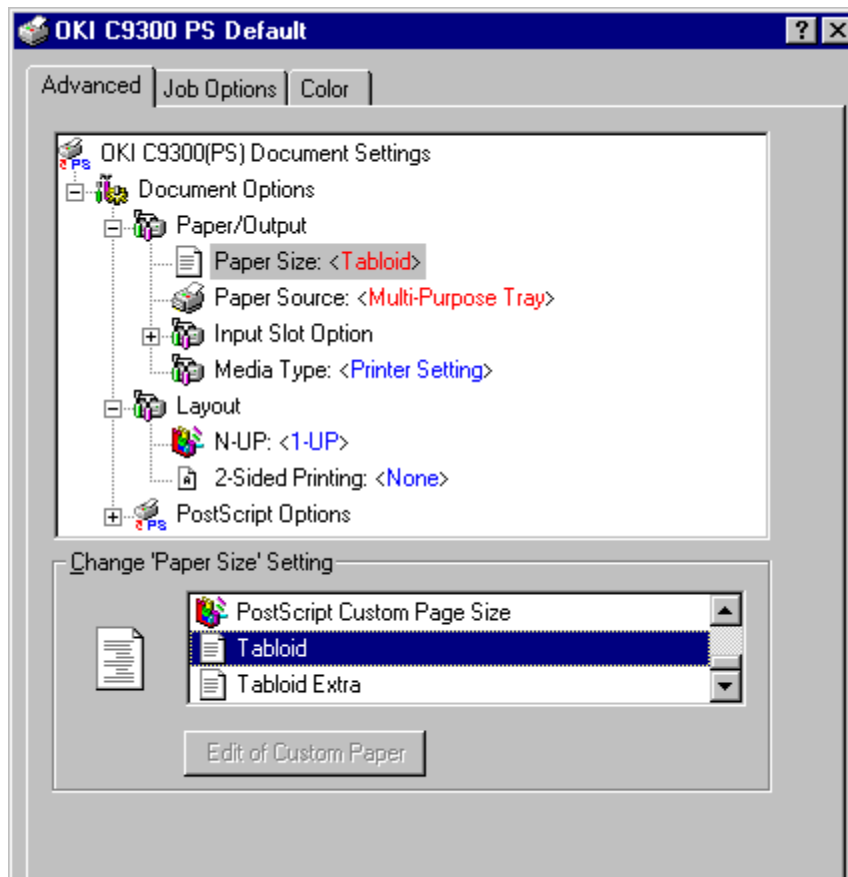 OKI C9300 PS Default
Advanced Job Options Color
OKI C9300(PS) Document Settings
Document Options
Paper/Output
Paper Size: <Tabloid>
Paper Source: <Multi-Purpose Tray>
Input Slot Option
Media Type: <Printer Setting>
Layout
N-UP: <1-UP>
2-Sided Printing: <None>
PostScript Options
Change 'Paper Size' Setting
PostScript Custom Page Size
Tabloid
Tabloid Extra
Edit of Custom Paper